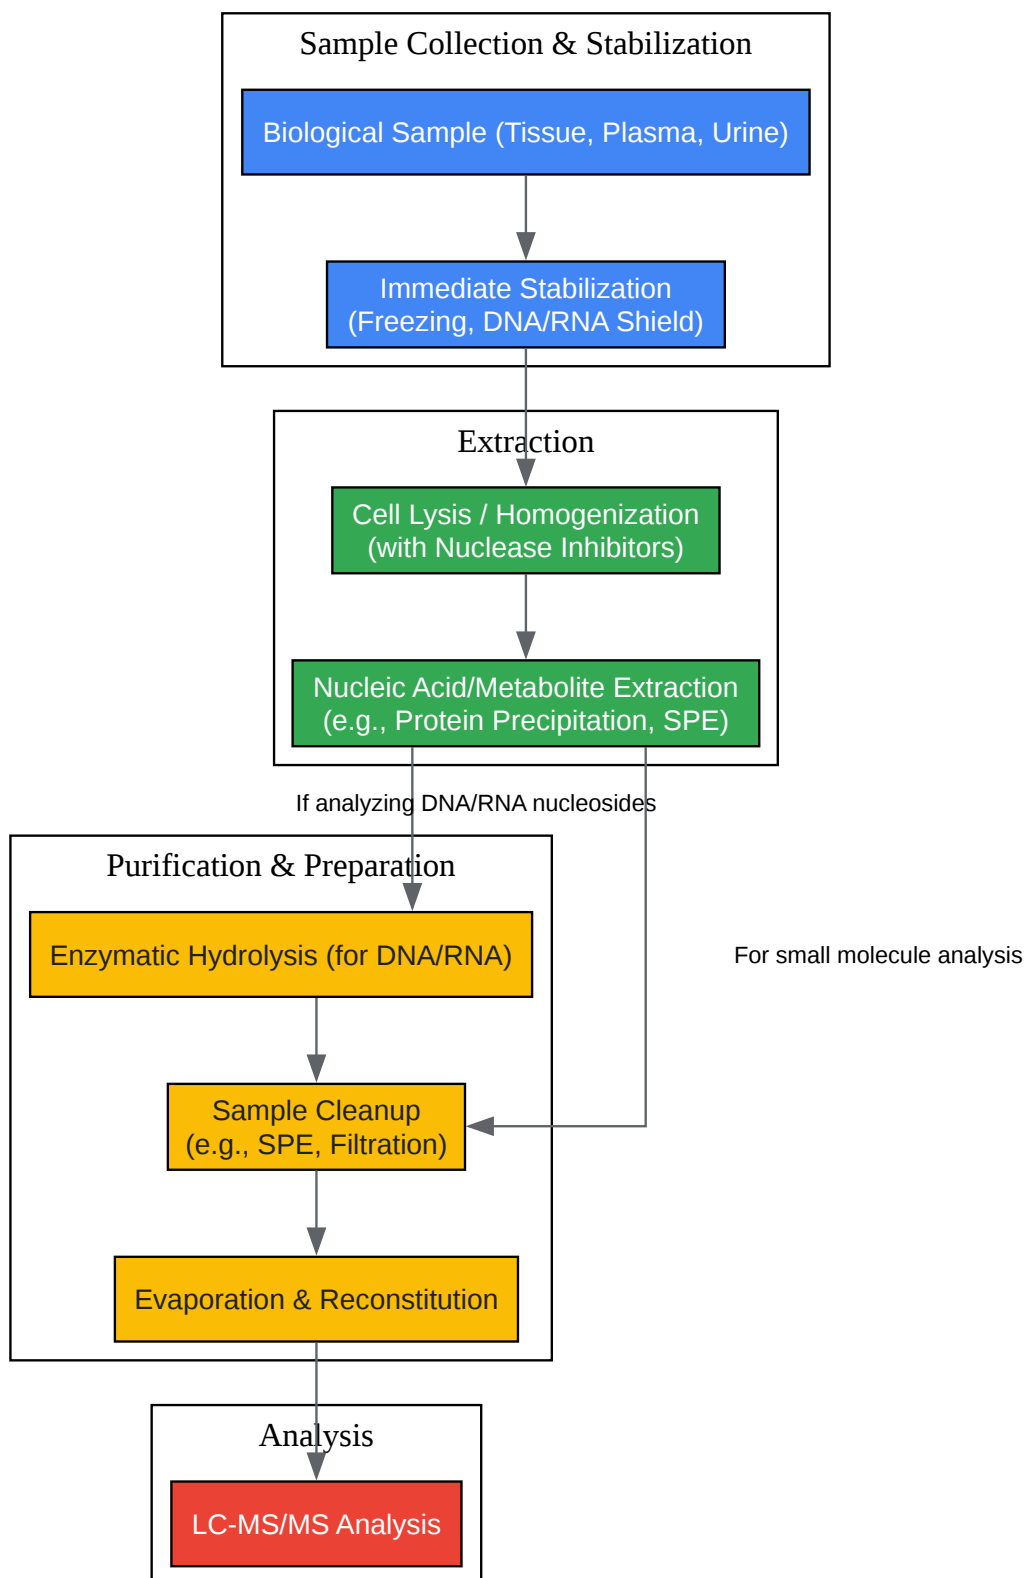 Sample Collection & Stabilization
Biological Sample (Tissue, Plasma, Urine)
Immediate Stabilization
(Freezing, DNA/RNA Shield)
Extraction
Cell Lysis / Homogenization
(with Nuclease Inhibitors)
Nucleic Acid/Metabolite Extraction
(e.g., Protein Precipitation, SPE)
If analyzing DNA/RNA nucleosides
Purification & Preparation
Enzymatic Hydrolysis (for DNA/RNA)
For small molecule analysis
Sample Cleanup
(e.g., SPE, Filtration)
Evaporation & Reconstitution
Analysis
LC-MS/MS Analysis